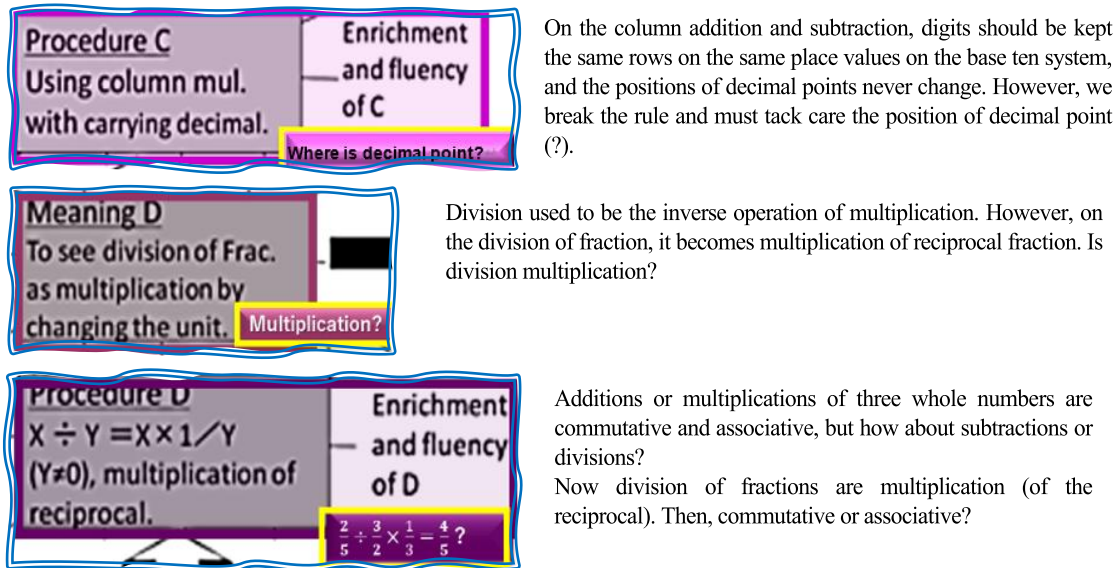 Procedure C
Using column mul.
with carrying decimal.
Enrichment
and fluency
of C
Where is decimal point?
On the column addition and subtraction, digits should be kept
the same rows on the same place values on the base ten system,
and the positions of decimal points never change. However, we
break the rule and must tack care the position of decimal point
(?).
Meaning D
To see division of Frac.
as multiplication by
changing the unit.
Multiplication?
Division used to be the inverse operation of multiplication. However, on
the division of fraction, it becomes multiplication of reciprocal fraction. Is
division multiplication?
Procedure D
X ÷ Y =X× 1/Y
(Y≠0), multiplication of
reciprocal.
Enrichment
and fluency
of D
2/5 ÷ 3/2 × 1/3 = 4/5 ?
Additions or multiplications of three whole numbers are
commutative and associative, but how about subtractions or
divisions?
Now division of fractions are multiplication (of the
reciprocal). Then, commutative or associative?